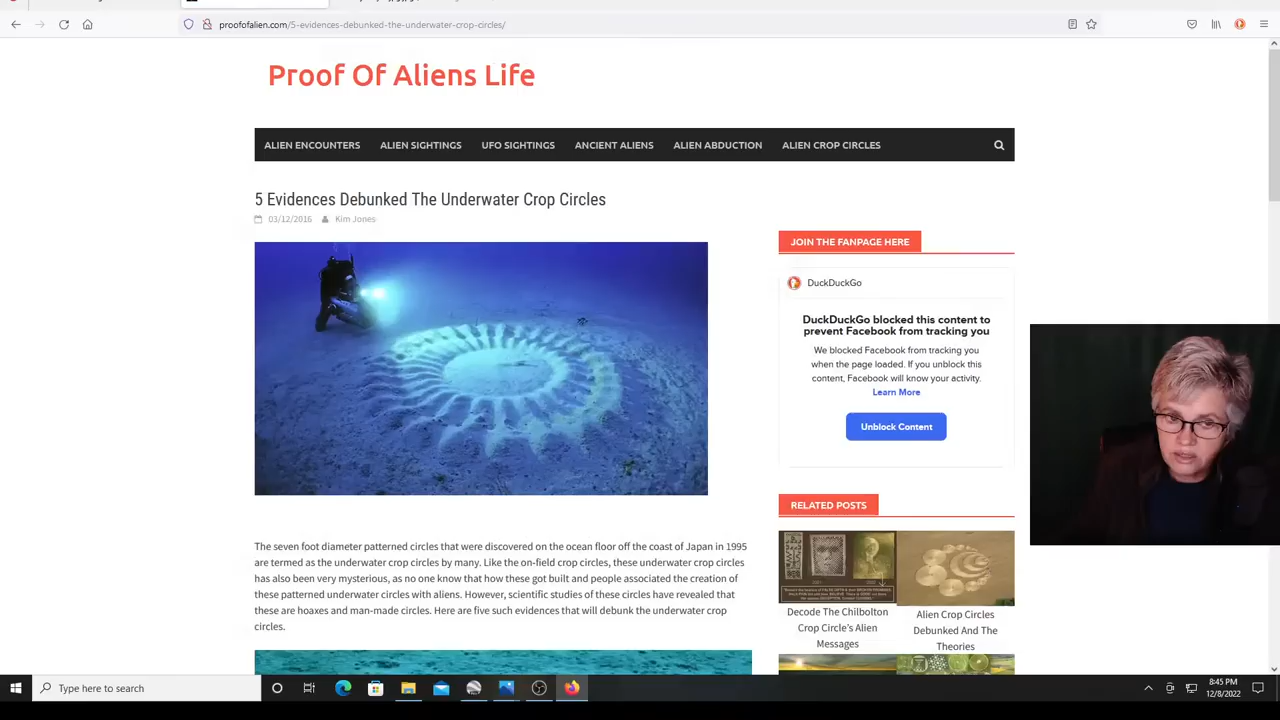 proofofalien.com/5-evidences-debunked-the-underwater-crop-circles/
Proof Of Aliens Life
ALIEN ENCOUNTERS ALIEN SIGHTINGS UFO SIGHTINGS ANCIENT ALIENS ALIEN ABDUCTION ALIEN CROP CIRCLES
5 Evidences Debunked The Underwater Crop Circles
03/12/2016 Kim Jones
The seven foot diameter patterned circles that were discovered on the ocean floor off the coast of Japan in 1995
are termed as the underwater crop circles by many. Like the on-field crop circles, these underwater crop circles
has also been very mysterious, as no one know that how these got built and people associated the creation of
these patterned underwater circles with aliens. However, scientific studies of these circles have revealed that
these are hoaxes and man-made circles. Here are five such evidences that will debunk the underwater crop
circles.
JOIN THE FANPAGE HERE
DuckDuckGo
DuckDuckGo blocked this content to
prevent Facebook from tracking you
We blocked Facebook from tracking you
when the page loaded. If you unblock this
content, Facebook will know your activity.
Learn More
Unblock Content
RELATED POSTS
Decode The Chilbolton
Crop Circle's Alien
Messages
Alien Crop Circles
Debunked And The
Theories
Type here to search
8:45 PM
12/8/2022